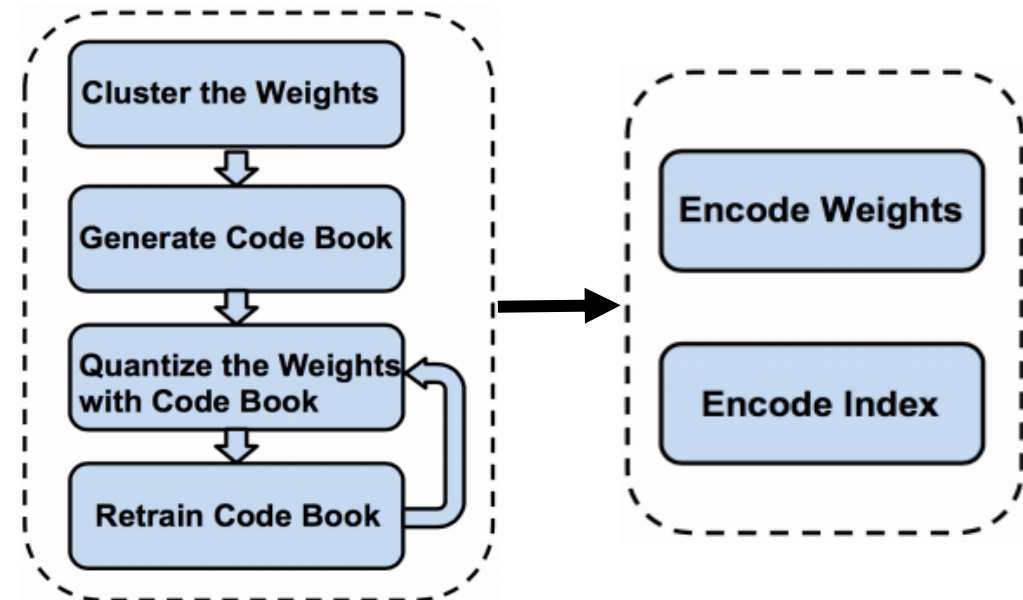 Cluster the Weights
Generate Code Book
Quantize the Weights
with Code Book
Retrain Code Book
Encode Weights
Encode Index